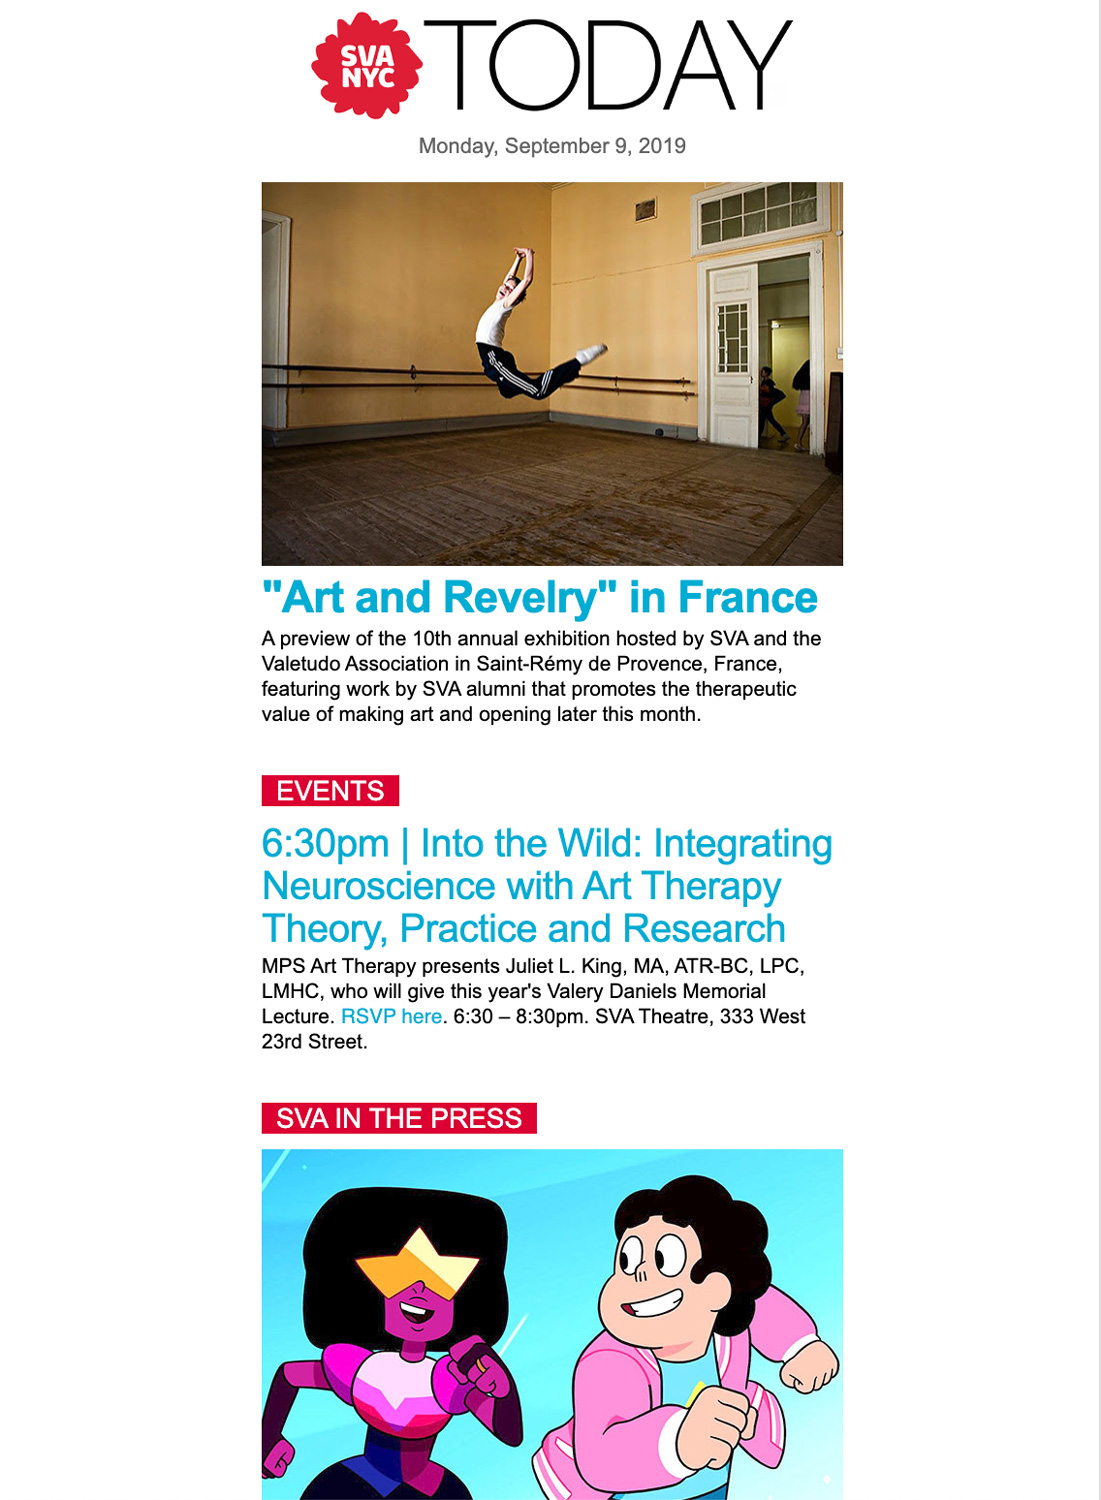 SVA
NYC
TODAY
Monday, September 9, 2019
"Art and Revelry" in France
A preview of the 10th annual exhibition hosted by SVA and the
Valetudo Association in Saint-Rémy de Provence, France,
featuring work by SVA alumni that promotes the therapeutic
value of making art and opening later this month.
EVENTS
6:30pm | Into the Wild: Integrating
Neuroscience with Art Therapy
Theory, Practice and Research
MPS Art Therapy presents Juliet L. King, MA, ATR-BC, LPC,
LMHC, who will give this year's Valery Daniels Memorial
Lecture. RSVP here. 6:30 – 8:30pm. SVA Theatre, 333 West
23rd Street.
SVA IN THE PRESS